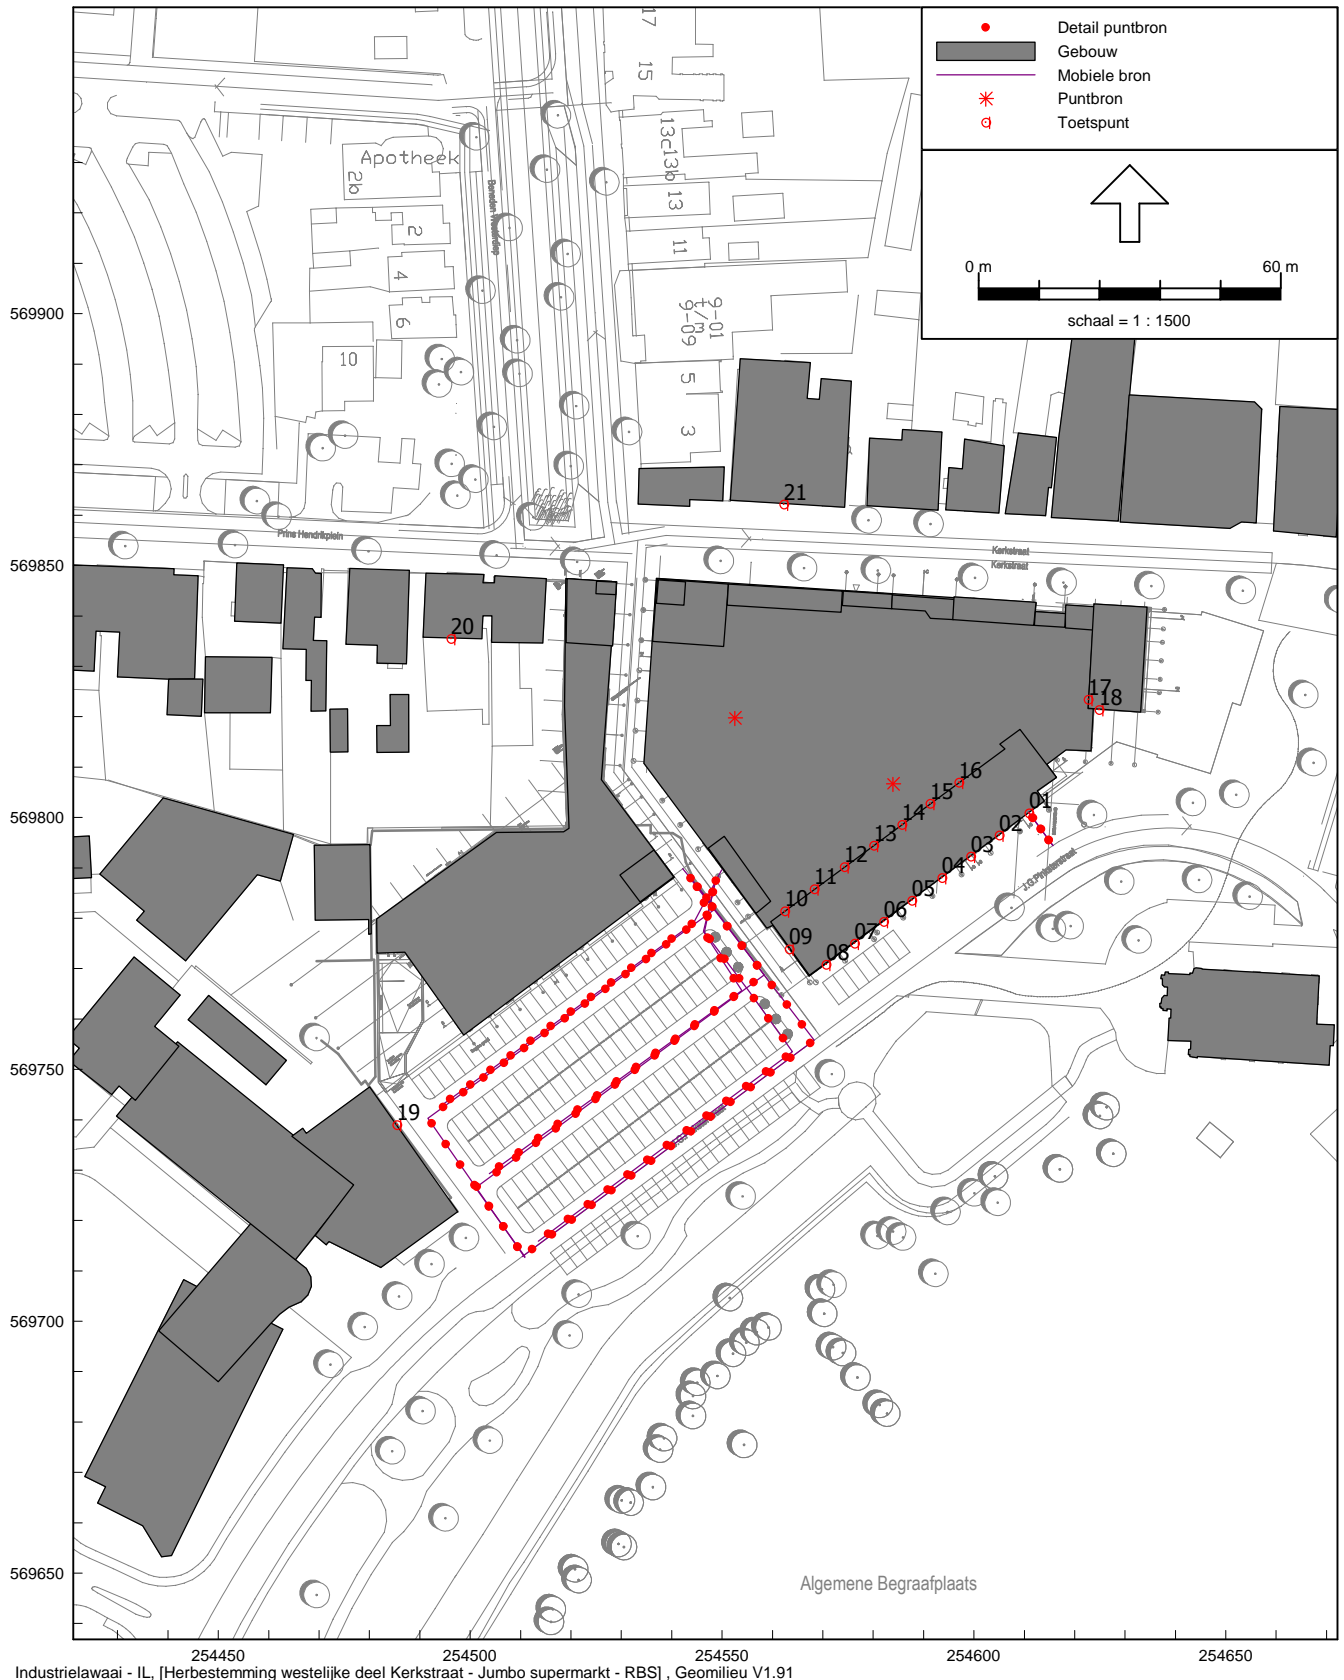 Detail puntbron
Gebouw
Mobiele bron
Puntbron
Toetspunt
0 m 60 m
schaal = 1 : 1500
17
15
13c13b
13
11
9-01
t/m
9-09
5
3
Apotheek
2b
2
4
6
10
Beneden Westerdiep
Prins Hendrikplein
Kerkstraat
Kerkstraat
J.G.Pinksterstraat
21
20
17
18
16
15
14
13
12
11
10
09
01
02
03
04
05
06
07
08
19
Algemene Begraafplaats
569900
569850
569800
569750
569700
569650
254450 254500 254550 254600 254650
Industrielawaai - IL, [Herbestemming westelijke deel Kerkstraat - Jumbo supermarkt - RBS] , Geomilieu V1.91